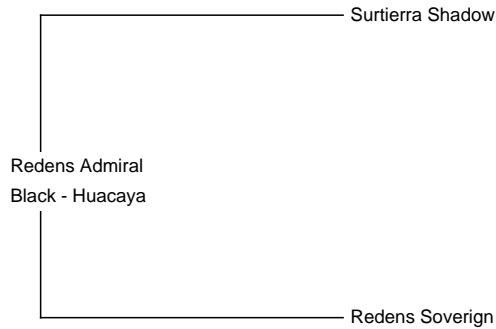 Surtierra Shadow
Redens Admiral
Black - Huacaya
Redens Soverign